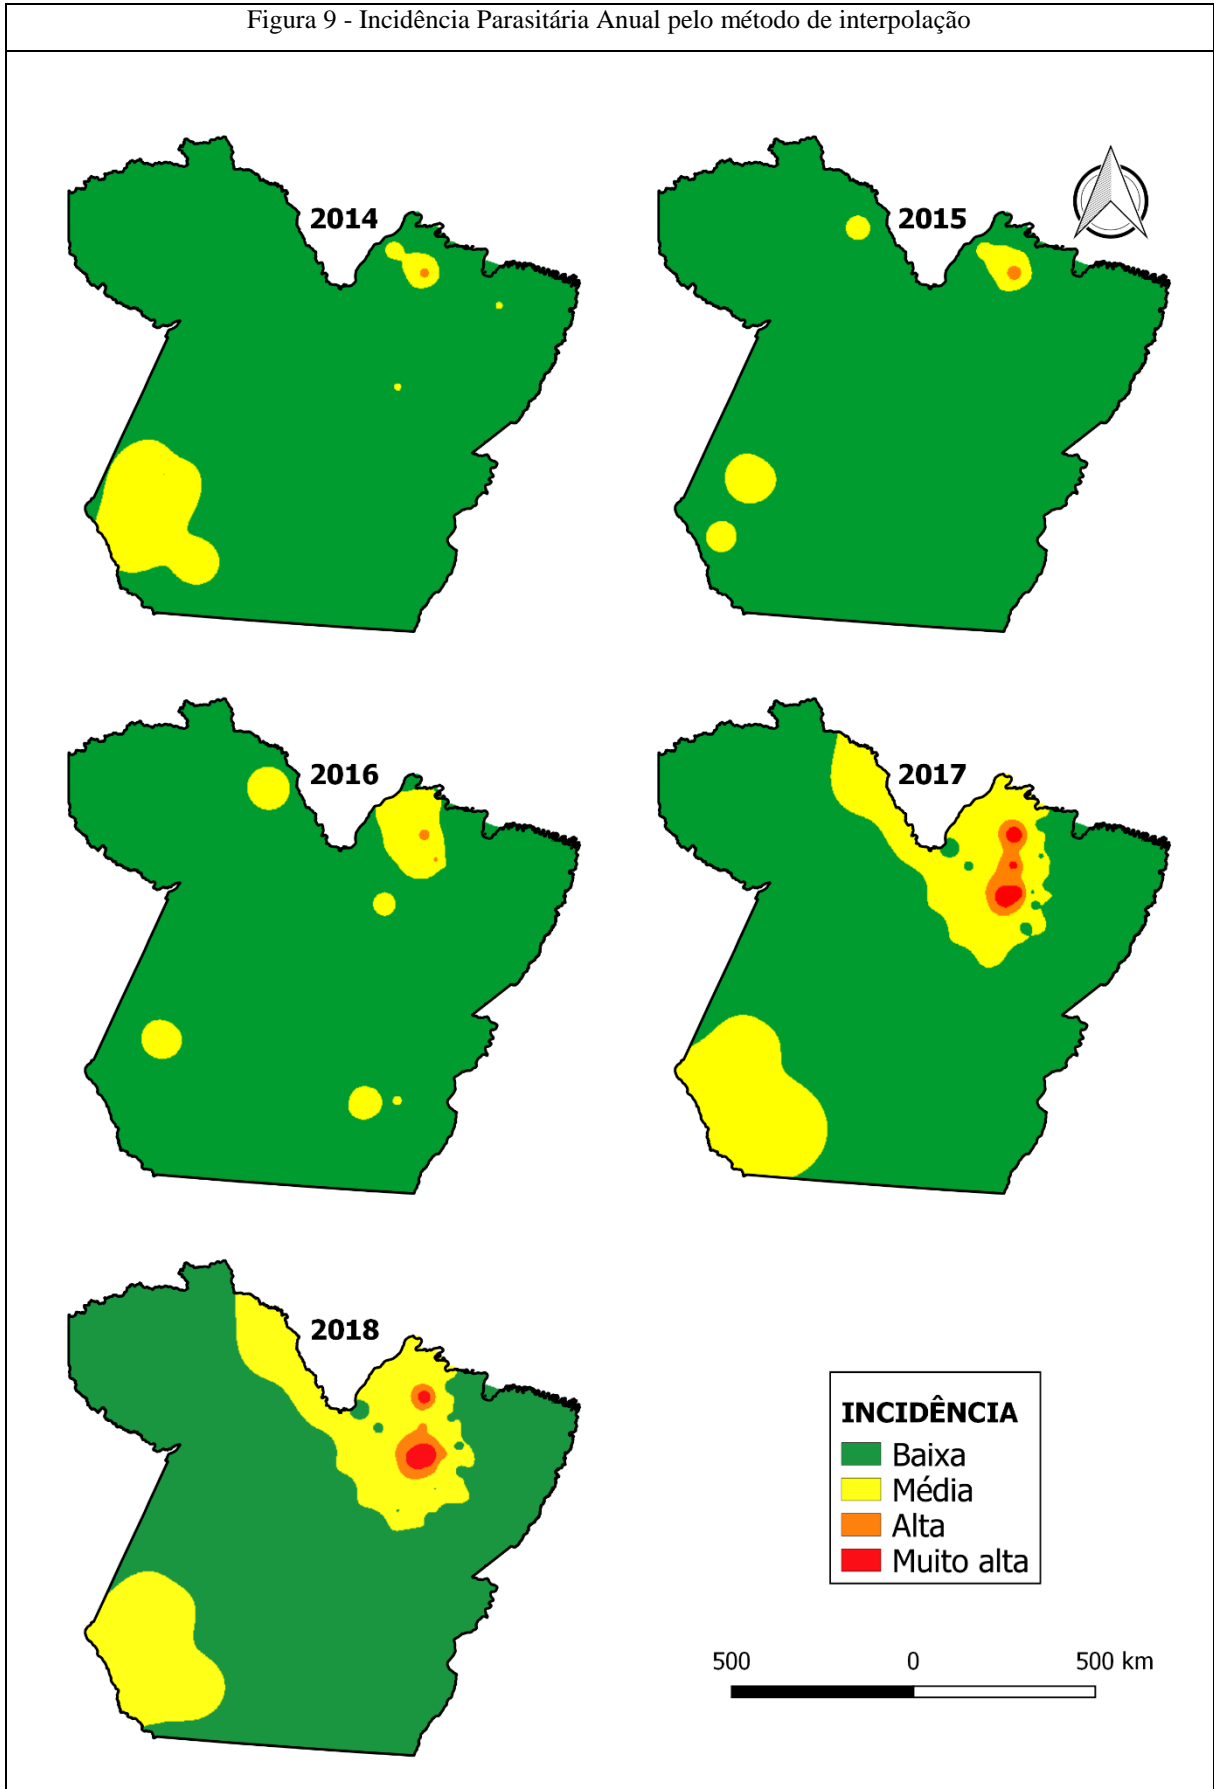 Figura 9 - Incidência Parasitária Anual pelo método de interpolação
2014
2015
2016
2017
2018
INCIDÊNCIA
Baixa
Média
Alta
Muito alta
500 0 500 km